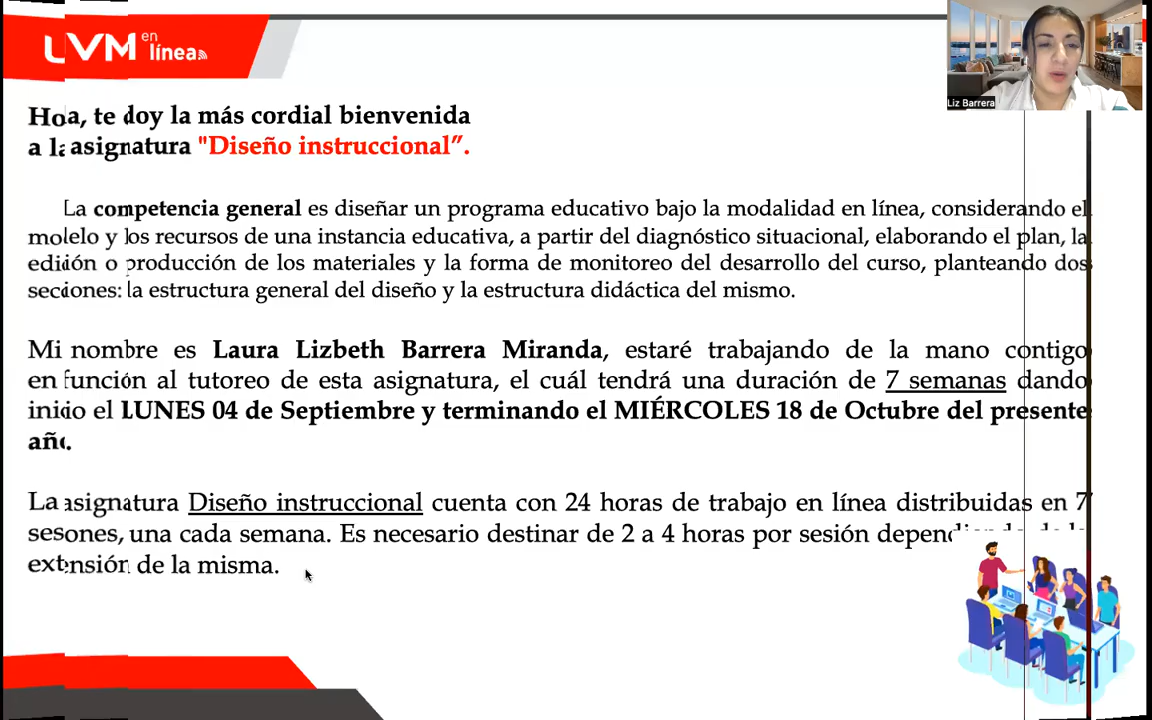 UVM en línea
Liz Barrera
Hola, te doy la más cordial bienvenida
a la asignatura "Diseño instruccional”.
La competencia general es diseñar un programa educativo bajo la modalidad en línea, considerando el
modelo y los recursos de una instancia educativa, a partir del diagnóstico situacional, elaborando el plan, la
edición o producción de los materiales y la forma de monitoreo del desarrollo del curso, planteando dos
secciones: la estructura general del diseño y la estructura didáctica del mismo.
Mi nombre es Laura Lizbeth Barrera Miranda, estaré trabajando de la mano contigo
en función al tutoreo de esta asignatura, el cuál tendrá una duración de 7 semanas dando
inicio el LUNES 04 de Septiembre y terminando el MIÉRCOLES 18 de Octubre del presente
año.
La asignatura Diseño instruccional cuenta con 24 horas de trabajo en línea distribuidas en 7
sesiones, una cada semana. Es necesario destinar de 2 a 4 horas por sesión dependiendo de la
extensión de la misma.